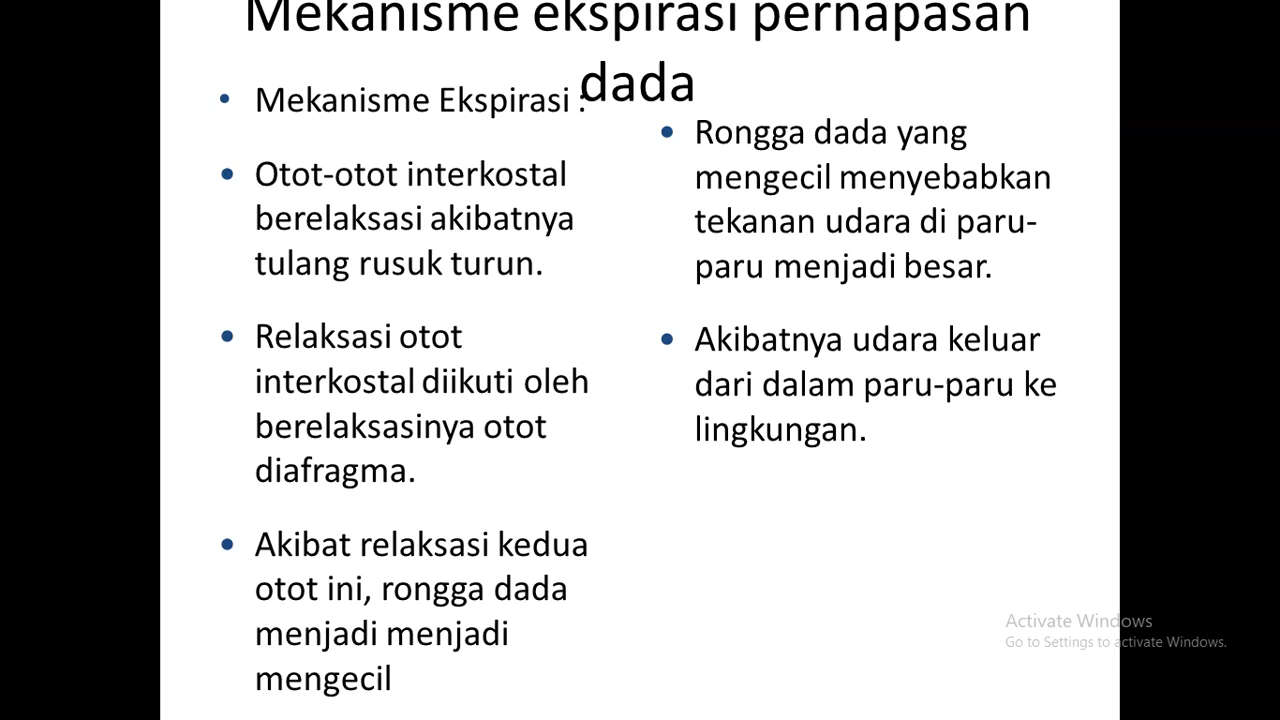 Mekanisme ekspirasi pernapasan
dada
• Mekanisme Ekspirasi :
• Otot-otot interkostal
berelaksasi akibatnya
tulang rusuk turun.
• Relaksasi otot
interkostal diikuti oleh
berelaksasinya otot
diafragma.
• Akibat relaksasi kedua
otot ini, rongga dada
menjadi menjadi
mengecil
• Rongga dada yang
mengecil menyebabkan
tekanan udara di paru-
paru menjadi besar.
• Akibatnya udara keluar
dari dalam paru-paru ke
lingkungan.
Activate Windows
Go to Settings to activate Windows.